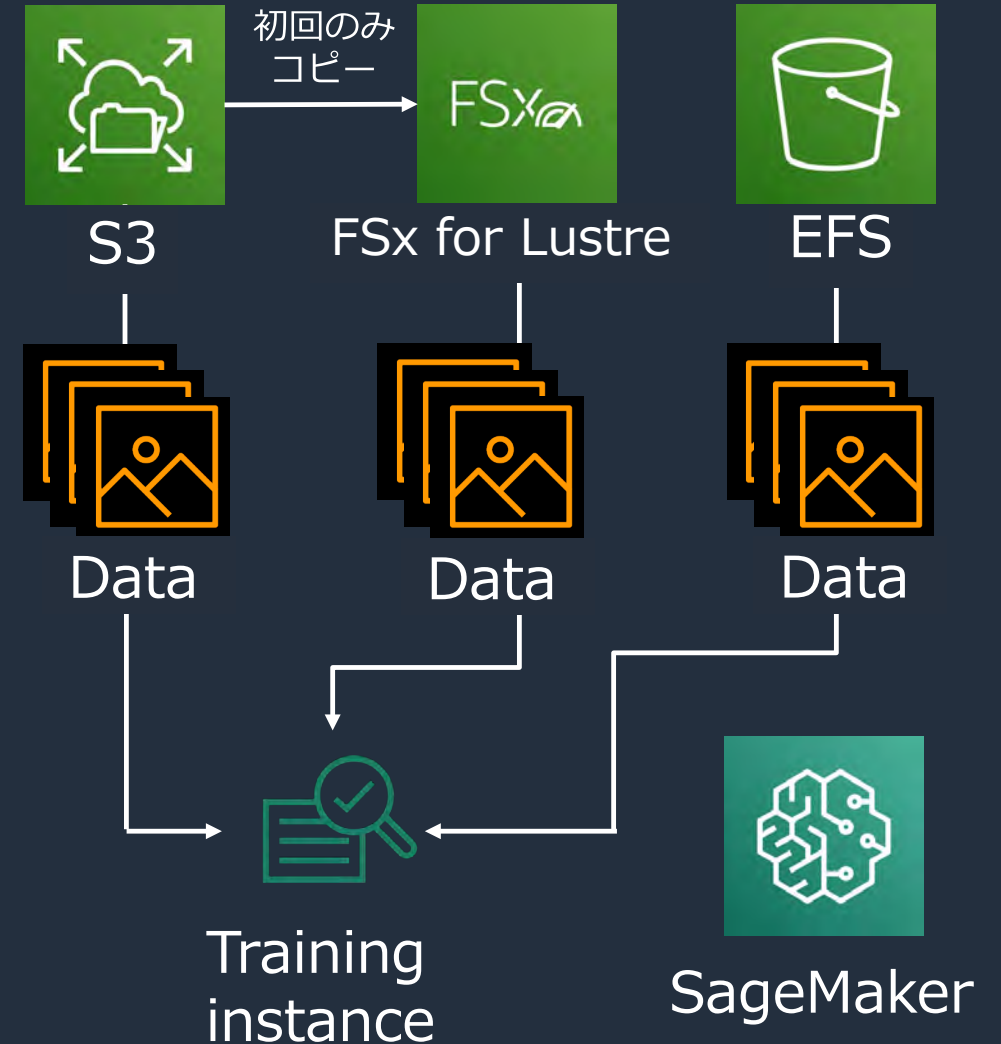 初回のみ
コピー
FSx
S3
FSx for Lustre
EFS
Data
Data
Data
Training
instance
SageMaker